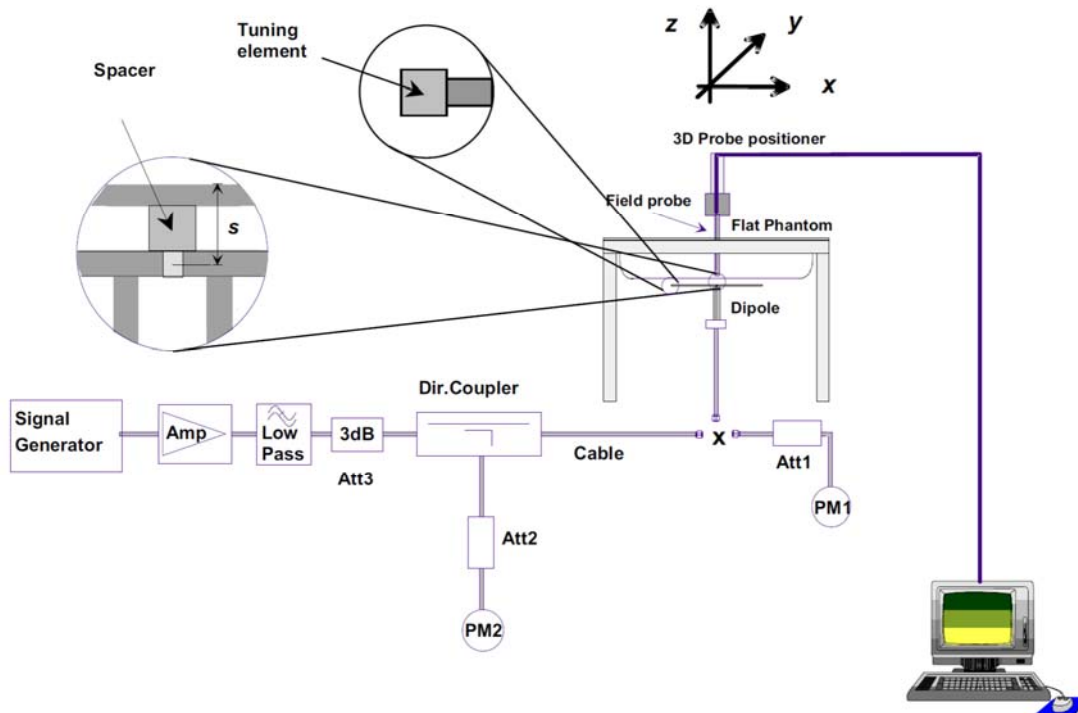 Tuning
element
Spacer
z
y
x
s
3D Probe positioner
Field probe
Flat Phantom
Dipole
Dir.Coupler
Signal
Generator
Amp
Low
Pass
3dB
Att3
Cable
x
Att1
PM1
Att2
PM2